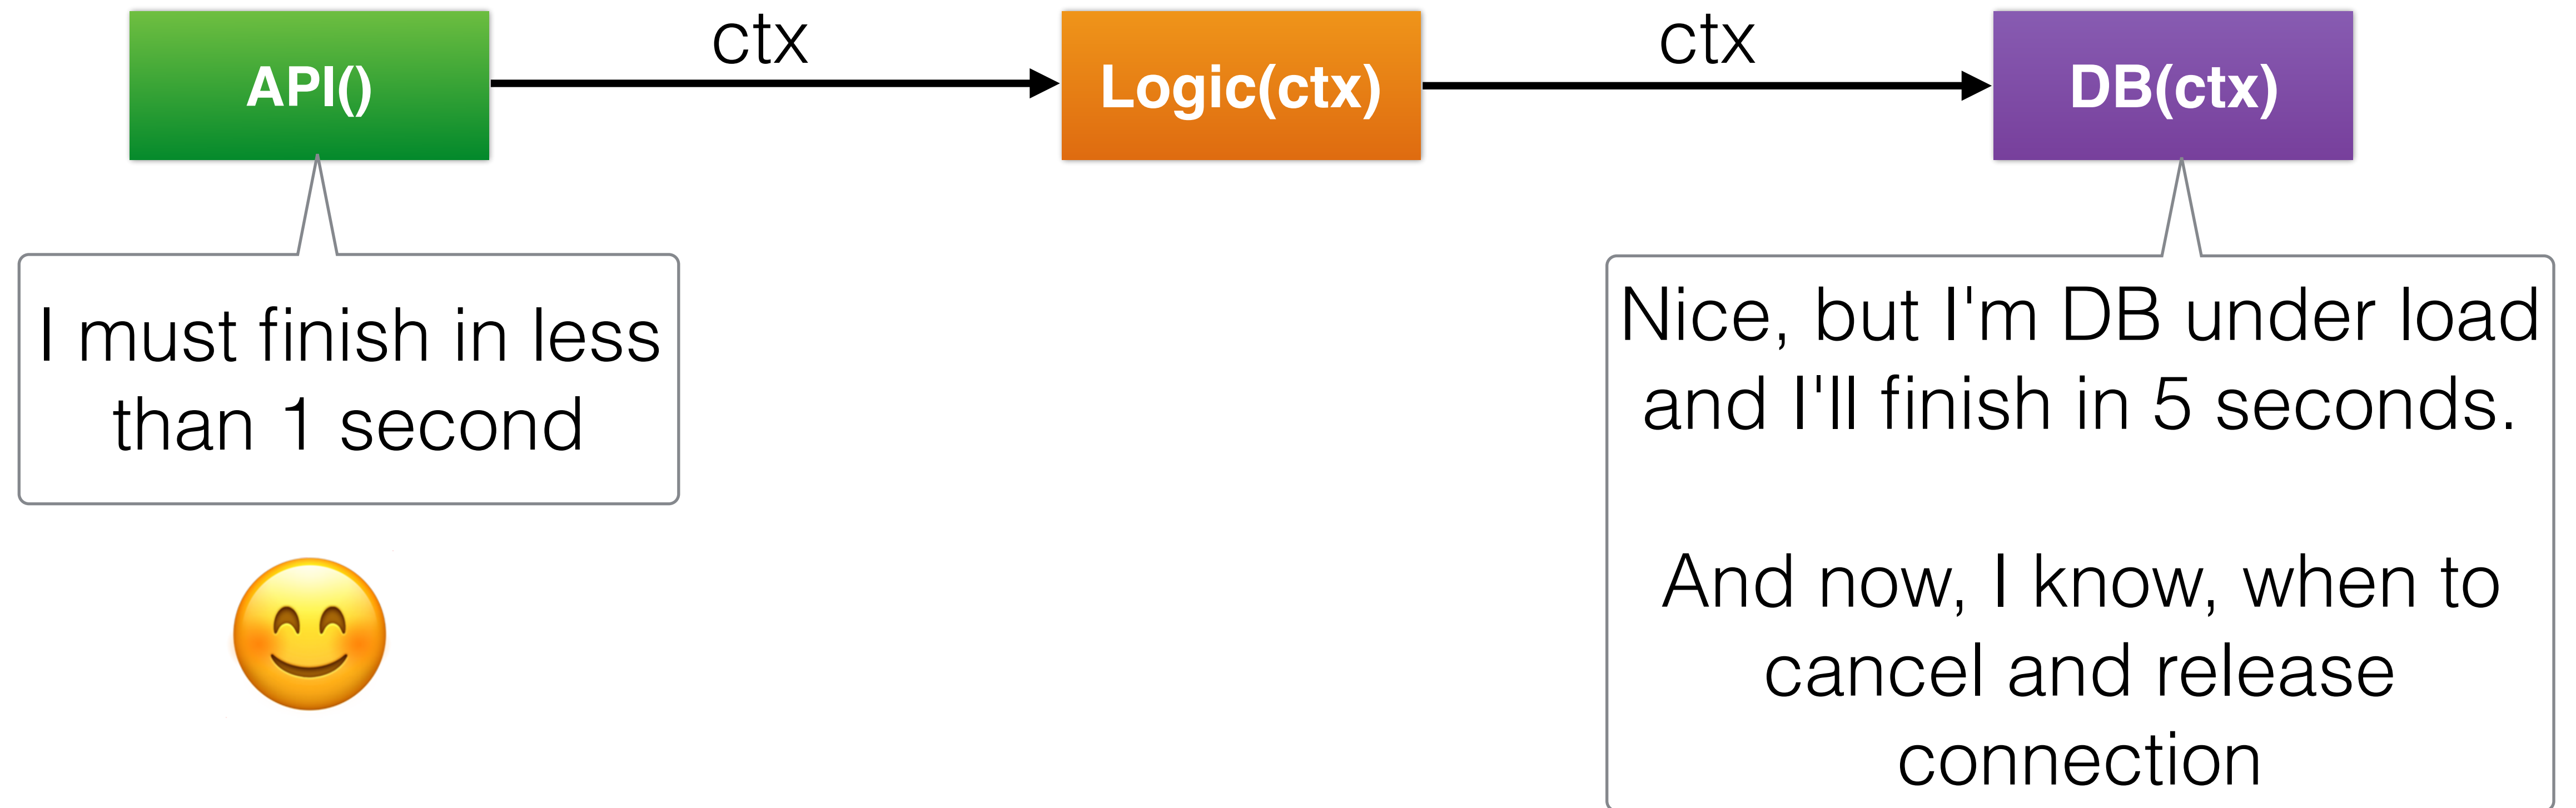 API()
ctx
Logic(ctx)
ctx
DB(ctx)
I must finish in less
than 1 second
Nice, but I'm DB under load
and I'll finish in 5 seconds.
And now, I know, when to
cancel and release
connection